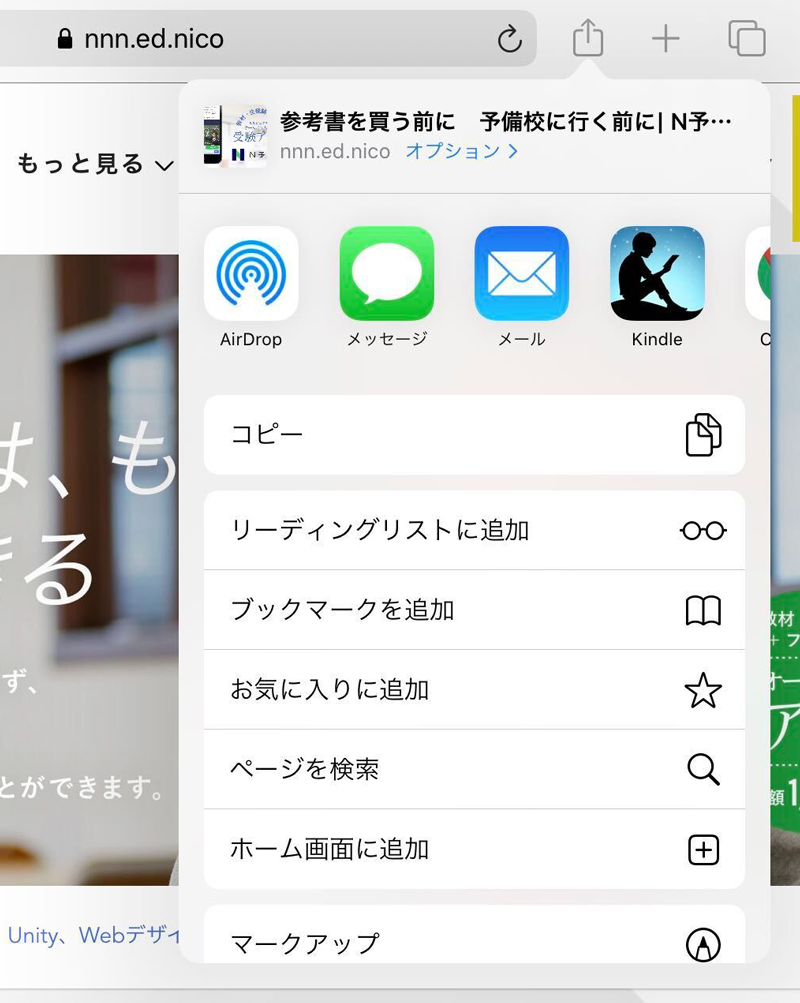 nnn.ed.nico
もっと見る
参考書を買う前に 予備校に行く前に| N予…
nnn.ed.nico オプション
受験
N予
AirDrop
メッセージ
メール
Kindle
C
は、も
きる
コピー
リーディングリストに追加
ブックマークを追加
教材
+ フ
お気に入りに追加
ず、
オー
ア
ページを検索
とができます。
額1,
ホーム画面に追加
Unity、Webデザイ
マークアップ